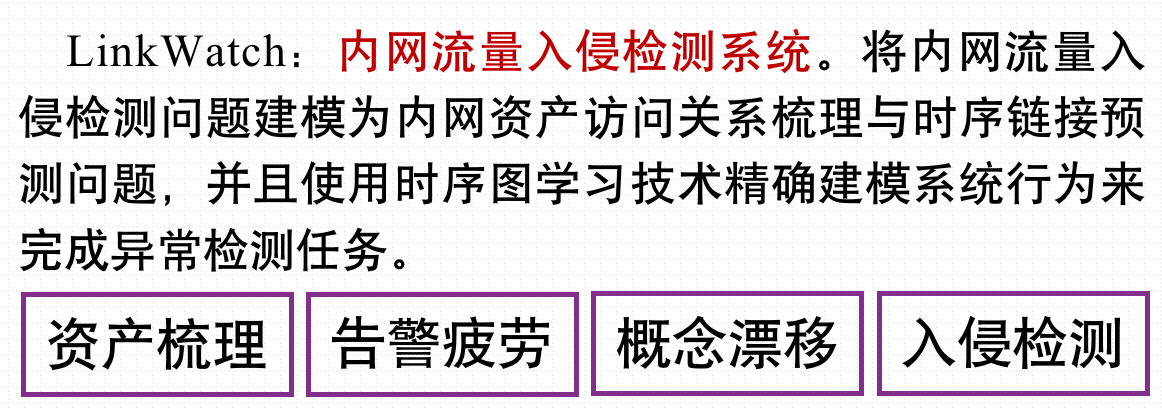 LinkWatch：内网流量入侵检测系统。将内网流量入
侵检测问题建模为内网资产访问关系梳理与时序链接预
测问题，并且使用时序图学习技术精确建模系统行为来
完成异常检测任务。
资产梳理
告警疲劳
概念漂移
入侵检测